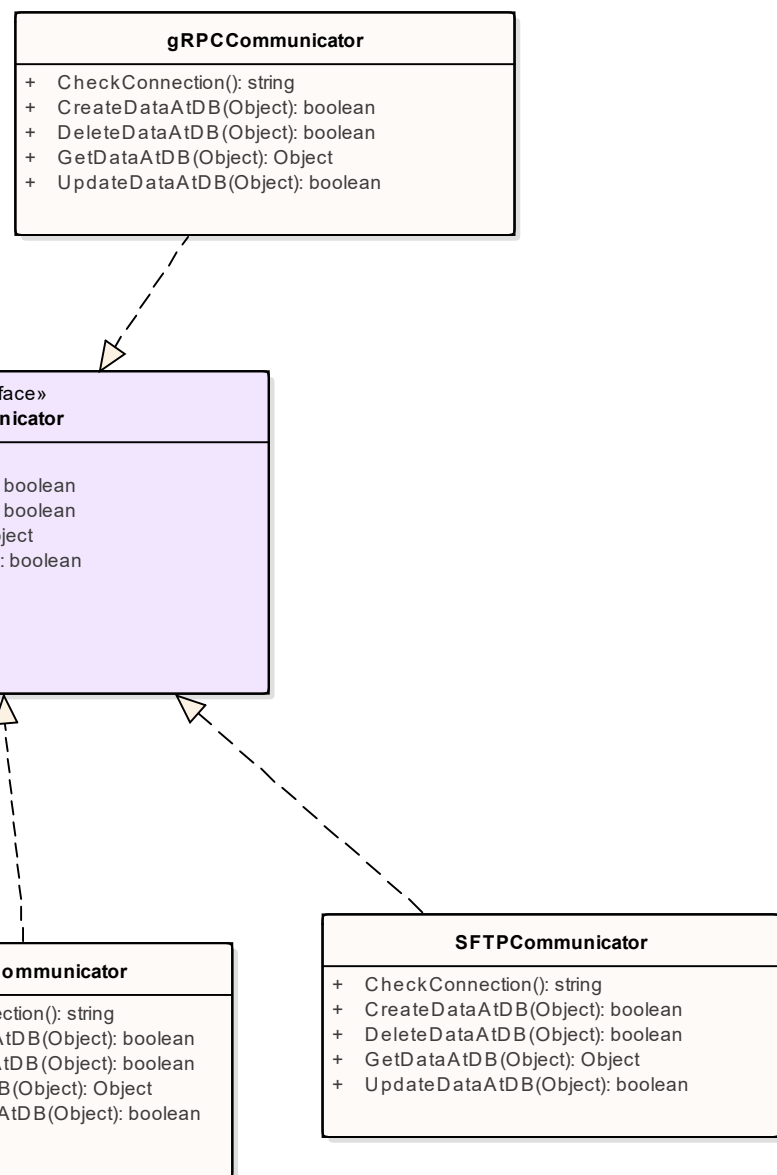 gRPCCommunicator
+ CheckConnection(): string
+ CreateDataAtDB(Object): boolean
+ DeleteDataAtDB(Object): boolean
+ GetDataAtDB(Object): Object
+ UpdateDataAtDB(Object): boolean
face»
nicator
boolean
boolean
ject
: boolean
ommunicator
ection(): string
AtDB(Object): boolean
AtDB(Object): boolean
B(Object): Object
AtDB(Object): boolean
SFTPCommunicator
+ CheckConnection(): string
+ CreateDataAtDB(Object): boolean
+ DeleteDataAtDB(Object): boolean
+ GetDataAtDB(Object): Object
+ UpdateDataAtDB(Object): boolean